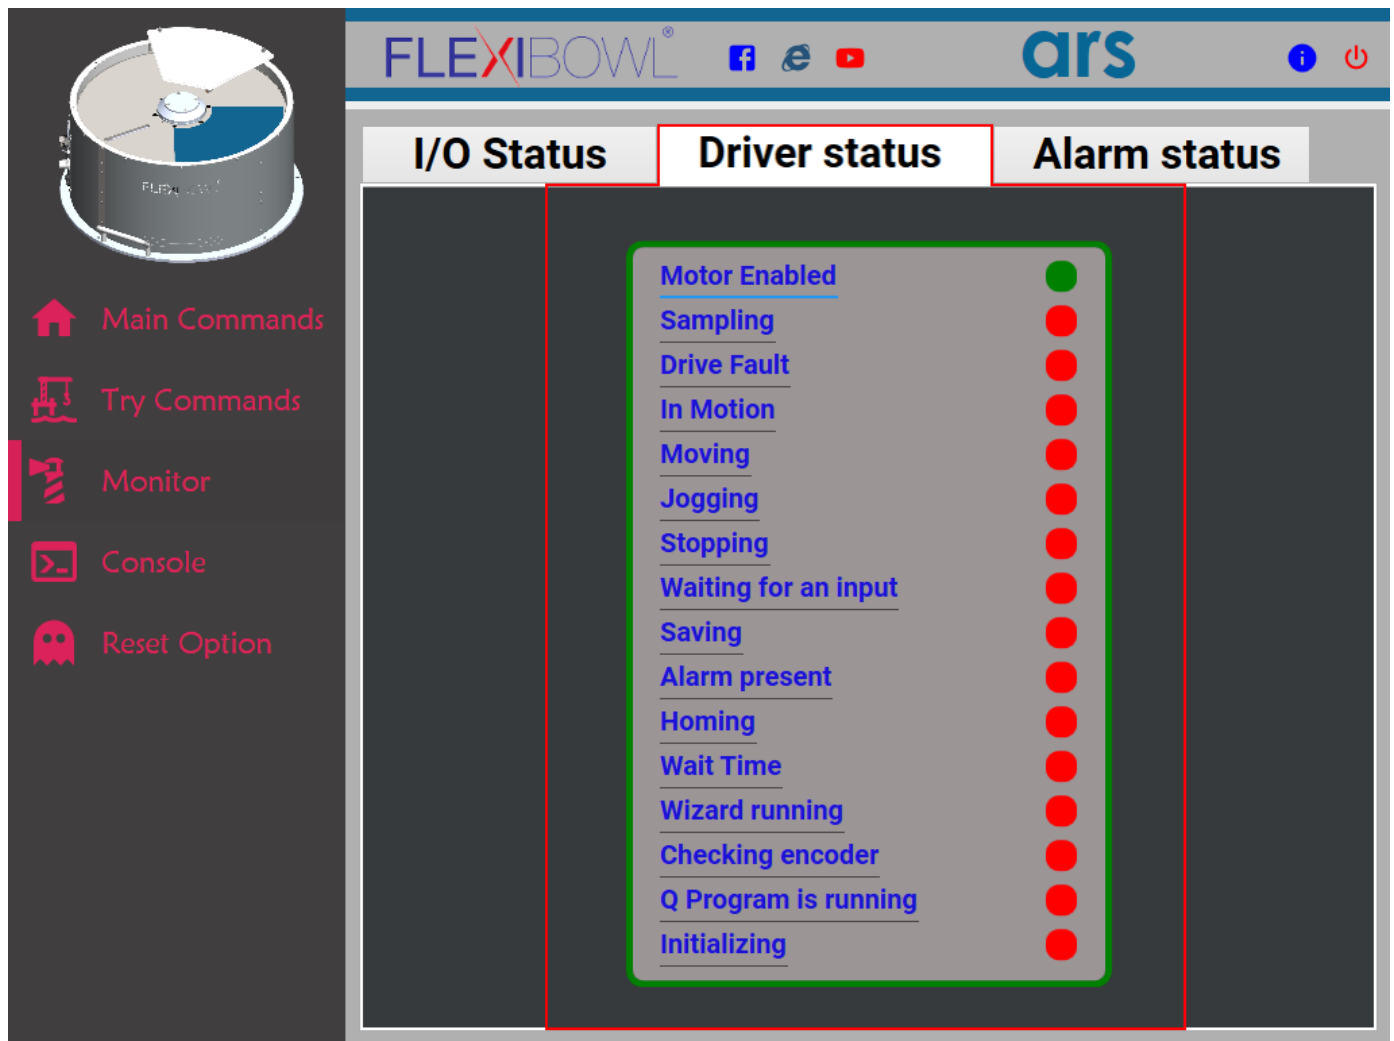 FLEXIBOWL®
ars
I/O Status
Driver status
Alarm status
Main Commands
Try Commands
Monitor
Console
Reset Option
Motor Enabled
Sampling
Drive Fault
In Motion
Moving
Jogging
Stopping
Waiting for an input
Saving
Alarm present
Homing
Wait Time
Wizard running
Checking encoder
Q Program is running
Initializing